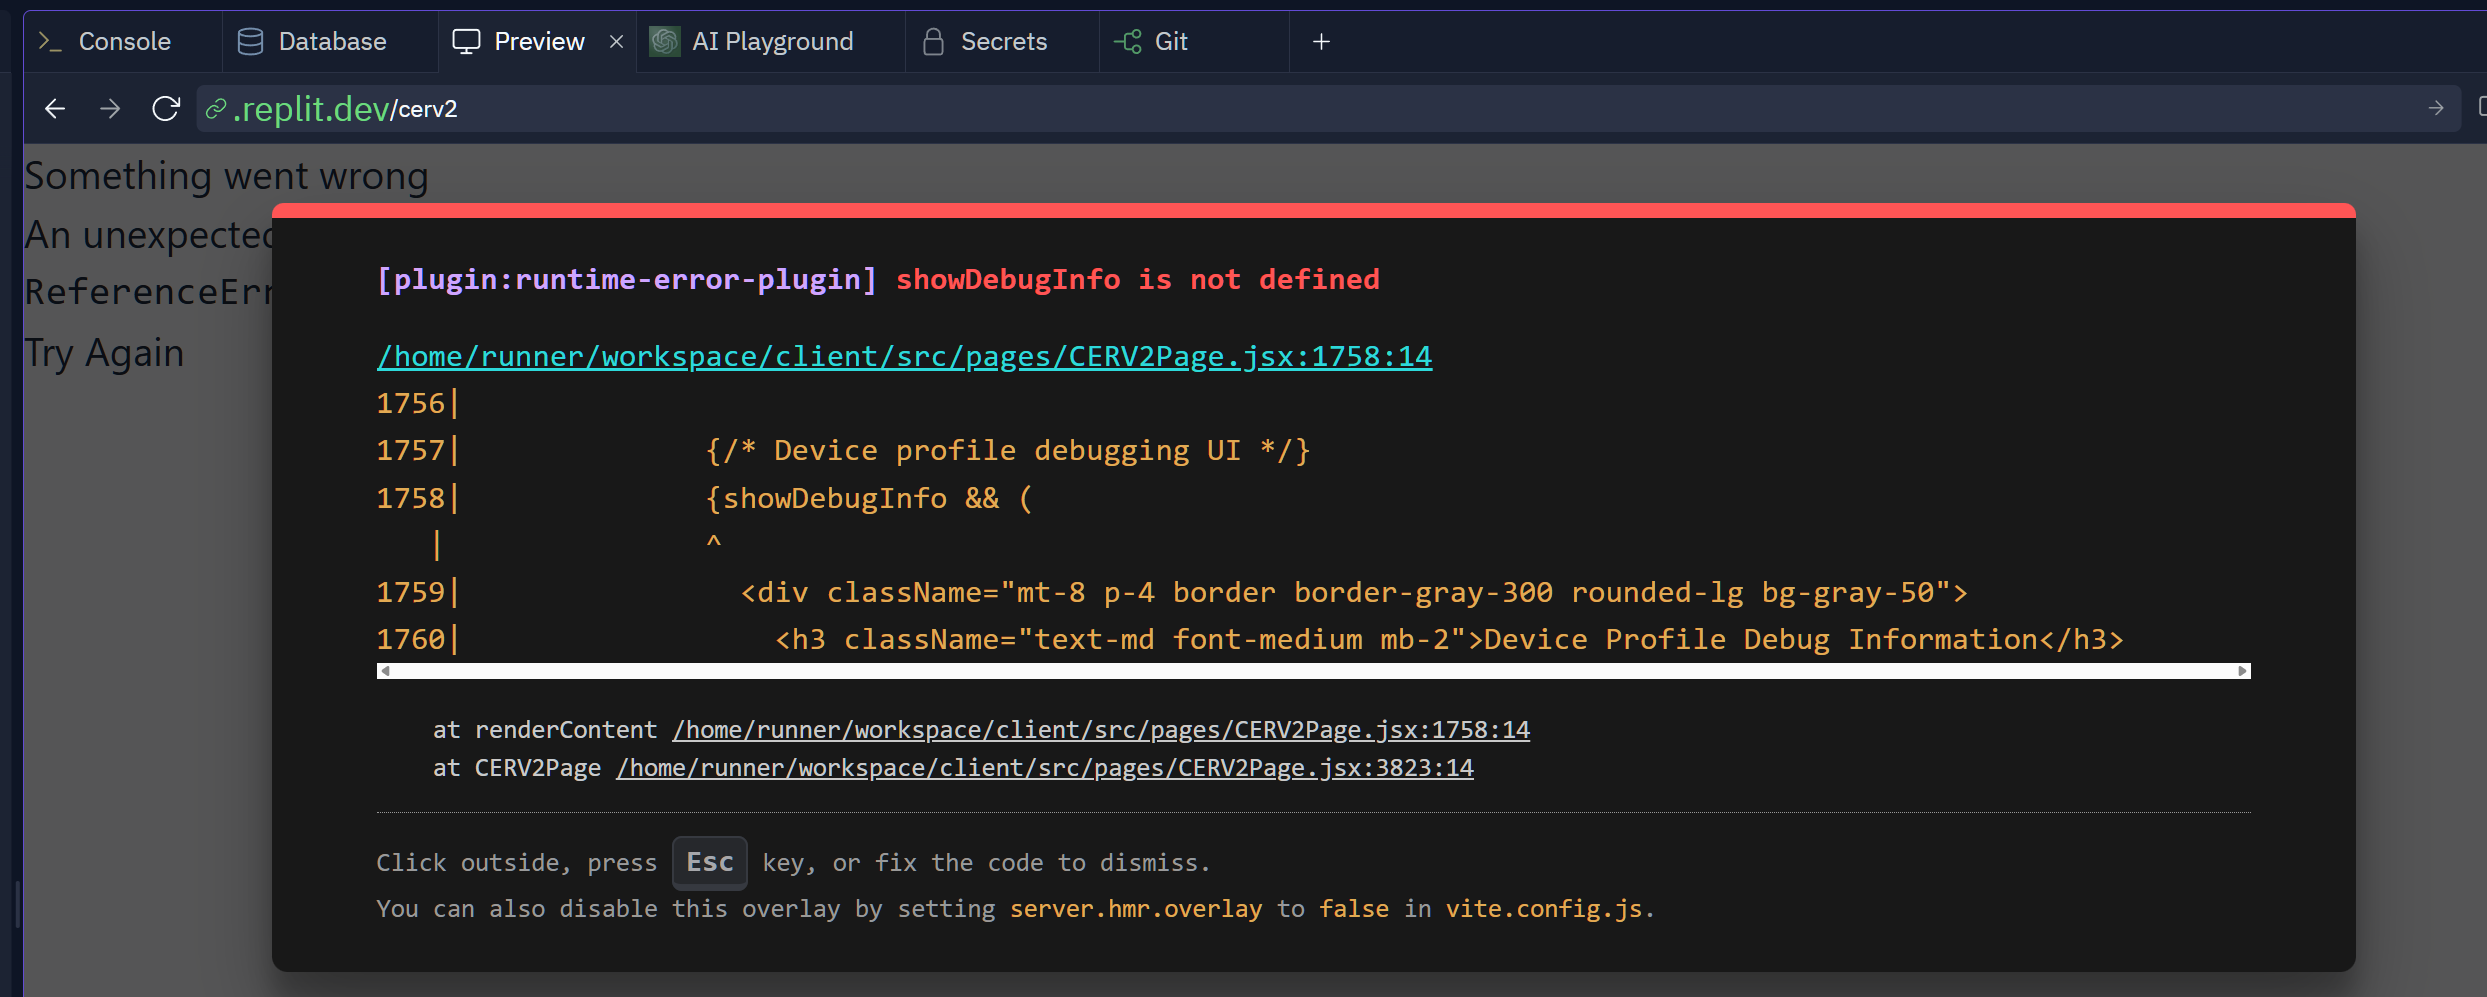 Console Database Preview AI Playground Secrets Git
.replit.dev/cerv2
Something went wrong
An unexpected
ReferenceErr
Try Again
[plugin:runtime-error-plugin] showDebugInfo is not defined
/home/runner/workspace/client/src/pages/CERV2Page.jsx:1758:14
1756|
1757| {/* Device profile debugging UI */}
1758| {showDebugInfo && (
| ^
1759| <div className="mt-8 p-4 border border-gray-300 rounded-lg bg-gray-50">
1760| <h3 className="text-md font-medium mb-2">Device Profile Debug Information</h3>
at renderContent /home/runner/workspace/client/src/pages/CERV2Page.jsx:1758:14
at CERV2Page /home/runner/workspace/client/src/pages/CERV2Page.jsx:3823:14
Click outside, press Esc key, or fix the code to dismiss.
You can also disable this overlay by setting server.hmr.overlay to false in vite.config.js.